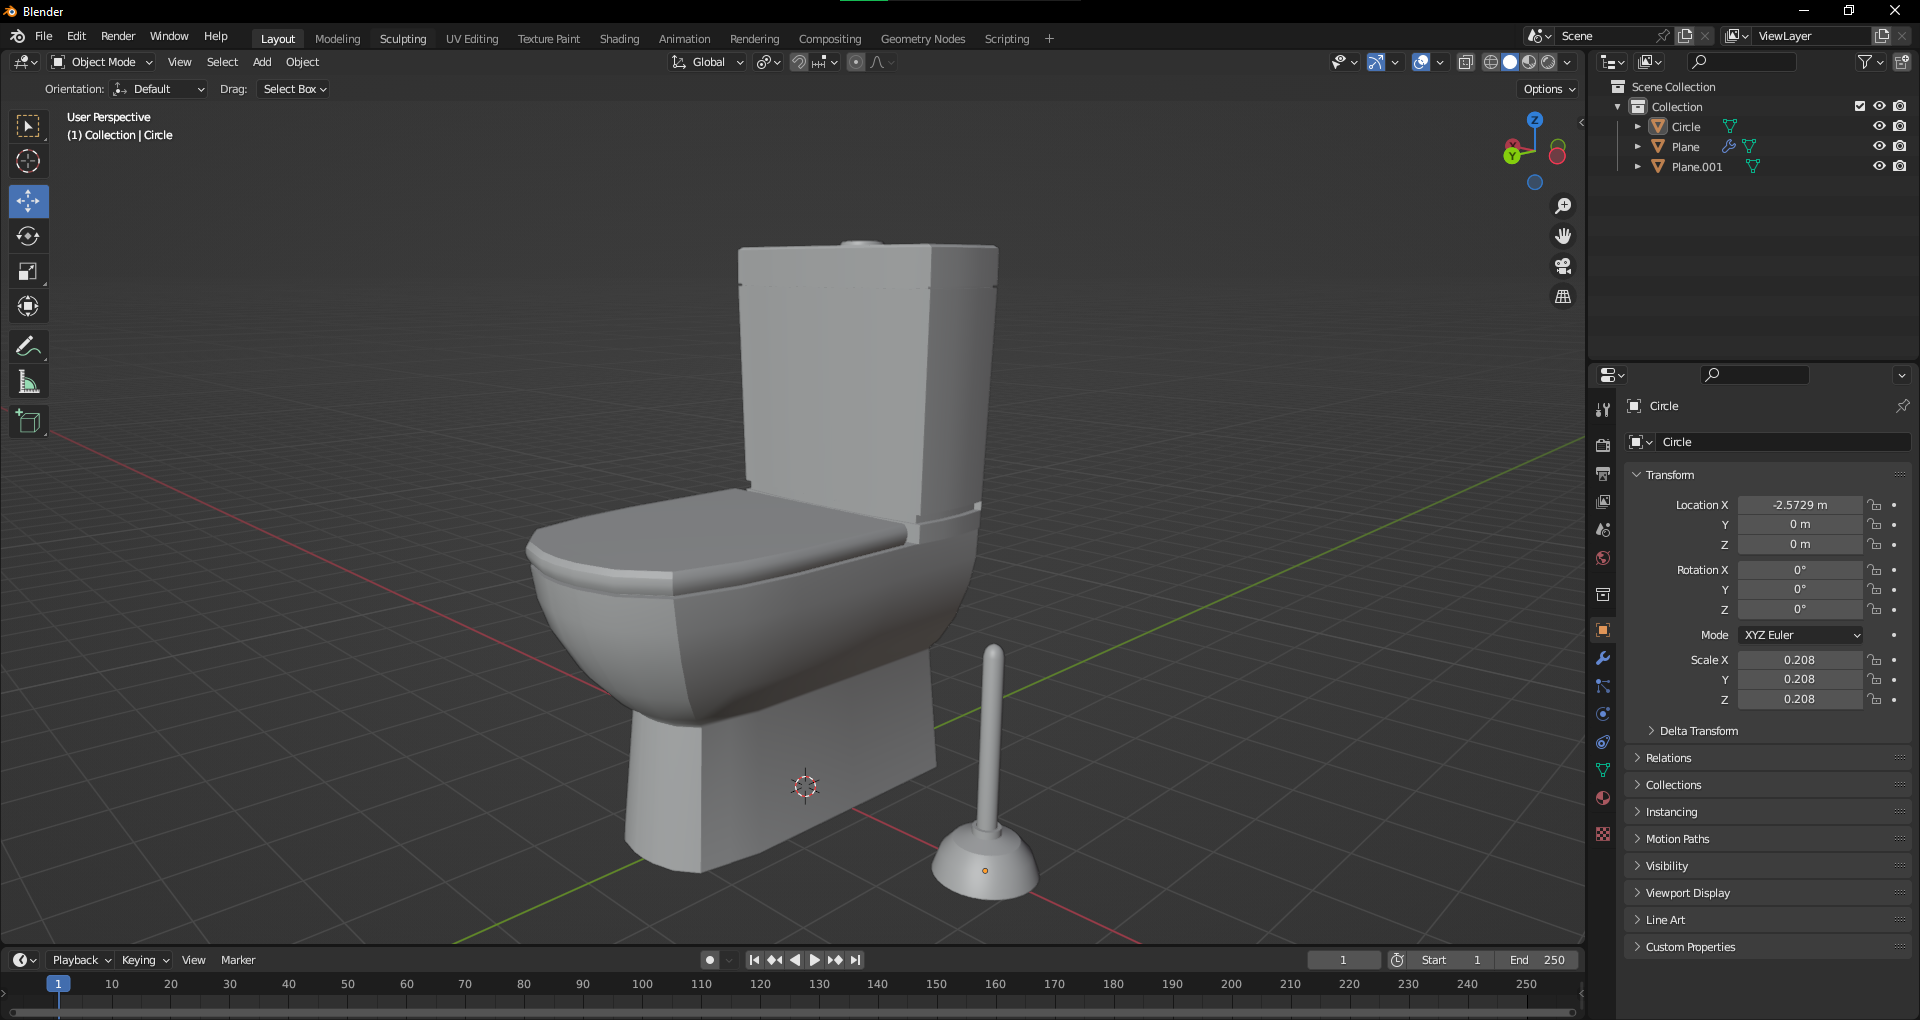 Blender
File Edit Render Window Help Layout Modeling Sculpting UV Editing Texture Paint Shading Animation Rendering Compositing Geometry Nodes Scripting + Scene ViewLayer
Object Mode View Select Add Object Global
Orientation: Default Drag: Select Box Options
User Perspective
(1) Collection | Circle
Z
Y
Scene Collection
Collection
Circle
Plane
Plane.001
Circle
Circle
Transform
Location X -2.5729 m
Y 0 m
Z 0 m
Rotation X 0°
Y 0°
Z 0°
Mode XYZ Euler
Scale X 0.208
Y 0.208
Z 0.208
Delta Transform
Relations
Collections
Instancing
Motion Paths
Visibility
Viewport Display
Line Art
Custom Properties
Playback Keying View Marker 1 Start 1 End 250
1 10 20 30 40 50 60 70 80 90 100 110 120 130 140 150 160 170 180 190 200 210 220 230 240 250